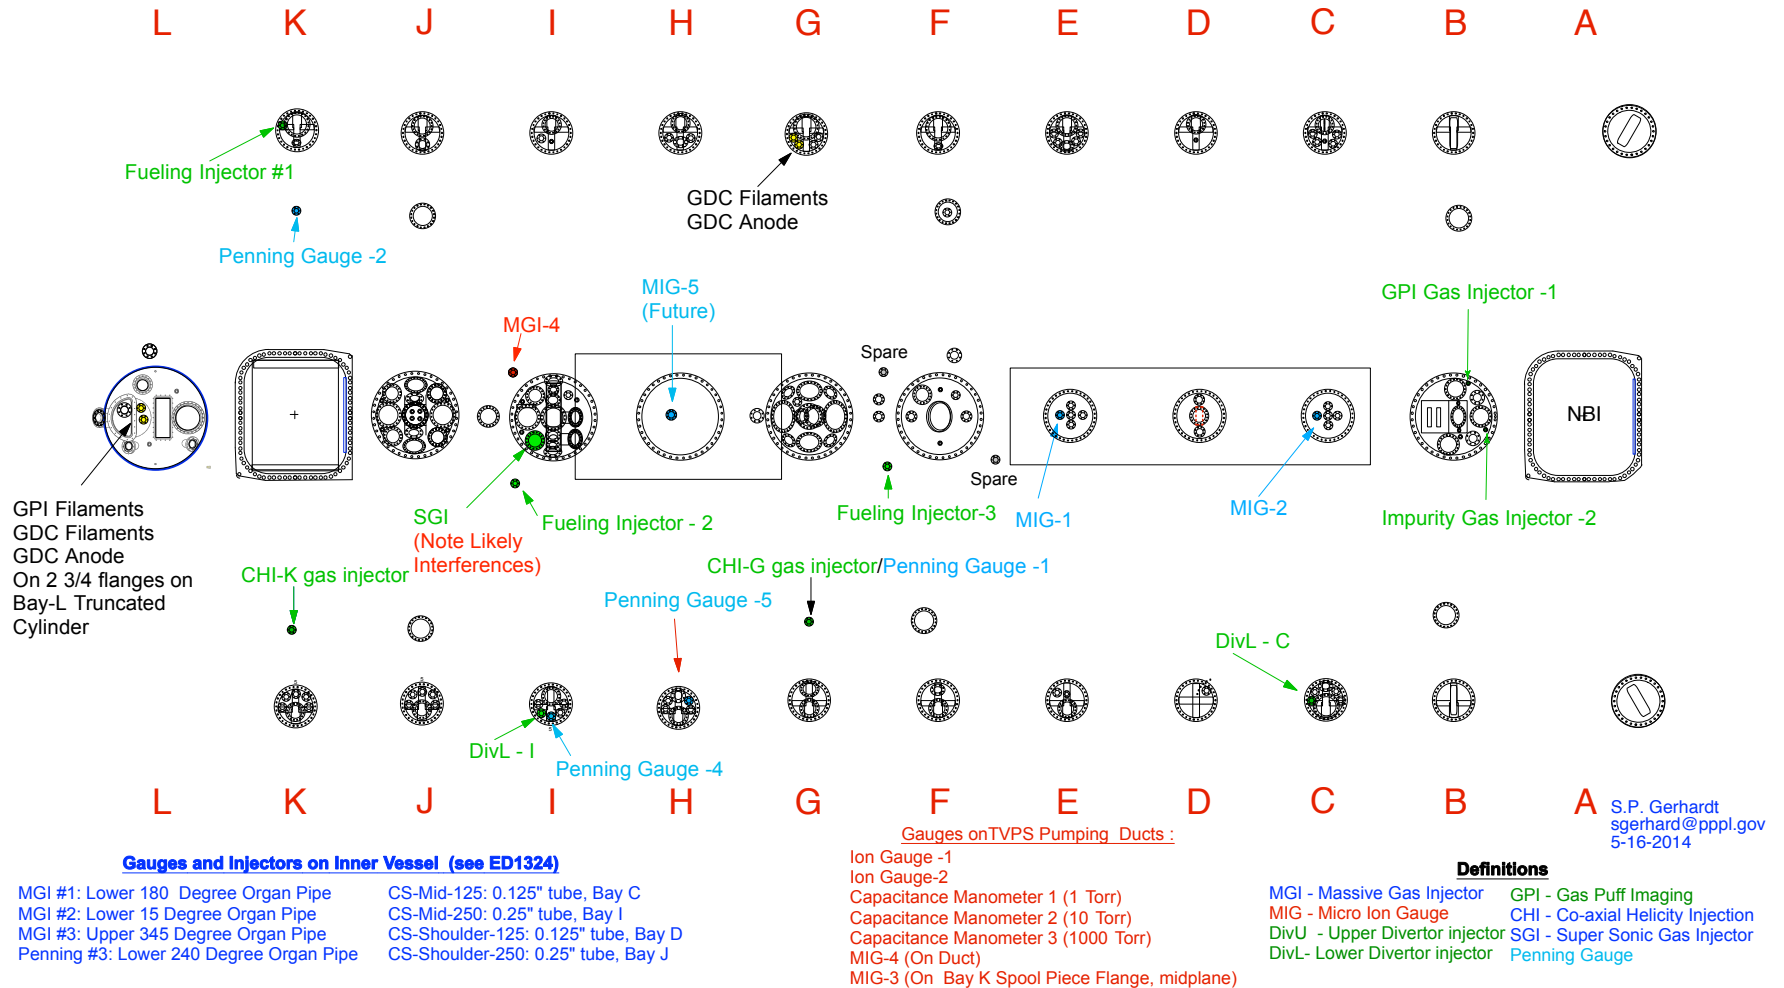 L K J I H G F E D C B A
Fueling Injector #1
GDC Filaments
GDC Anode
Penning Gauge -2
MIG-5
(Future)
GPI Gas Injector -1
MGI-4
Spare
NBI
Spare
GPI Filaments
GDC Filaments
GDC Anode
On 2 3/4 flanges on
Bay-L Truncated
Cylinder
SGI
(Note Likely
Interferences)
Fueling Injector - 2
Fueling Injector-3
MIG-1
MIG-2
Impurity Gas Injector -2
CHI-K gas injector
CHI-G gas injector/Penning Gauge -1
Penning Gauge -5
DivL - C
DivL - I
Penning Gauge -4
L K J I H G F E D C B A
S.P. Gerhardt
sgerhard@pppl.gov
5-16-2014
Gauges and Injectors on Inner Vessel (see ED1324)
MGI #1: Lower 180 Degree Organ Pipe
MGI #2: Lower 15 Degree Organ Pipe
MGI #3: Upper 345 Degree Organ Pipe
Penning #3: Lower 240 Degree Organ Pipe
CS-Mid-125: 0.125" tube, Bay C
CS-Mid-250: 0.25" tube, Bay I
CS-Shoulder-125: 0.125" tube, Bay D
CS-Shoulder-250: 0.25" tube, Bay J
Gauges onTVPS Pumping Ducts :
Ion Gauge -1
Ion Gauge-2
Capacitance Manometer 1 (1 Torr)
Capacitance Manometer 2 (10 Torr)
Capacitance Manometer 3 (1000 Torr)
MIG-4 (On Duct)
MIG-3 (On Bay K Spool Piece Flange, midplane)
Definitions
MGI - Massive Gas Injector
MIG - Micro Ion Gauge
DivU - Upper Divertor injector
DivL- Lower Divertor injector
GPI - Gas Puff Imaging
CHI - Co-axial Helicity Injection
SGI - Super Sonic Gas Injector
Penning Gauge